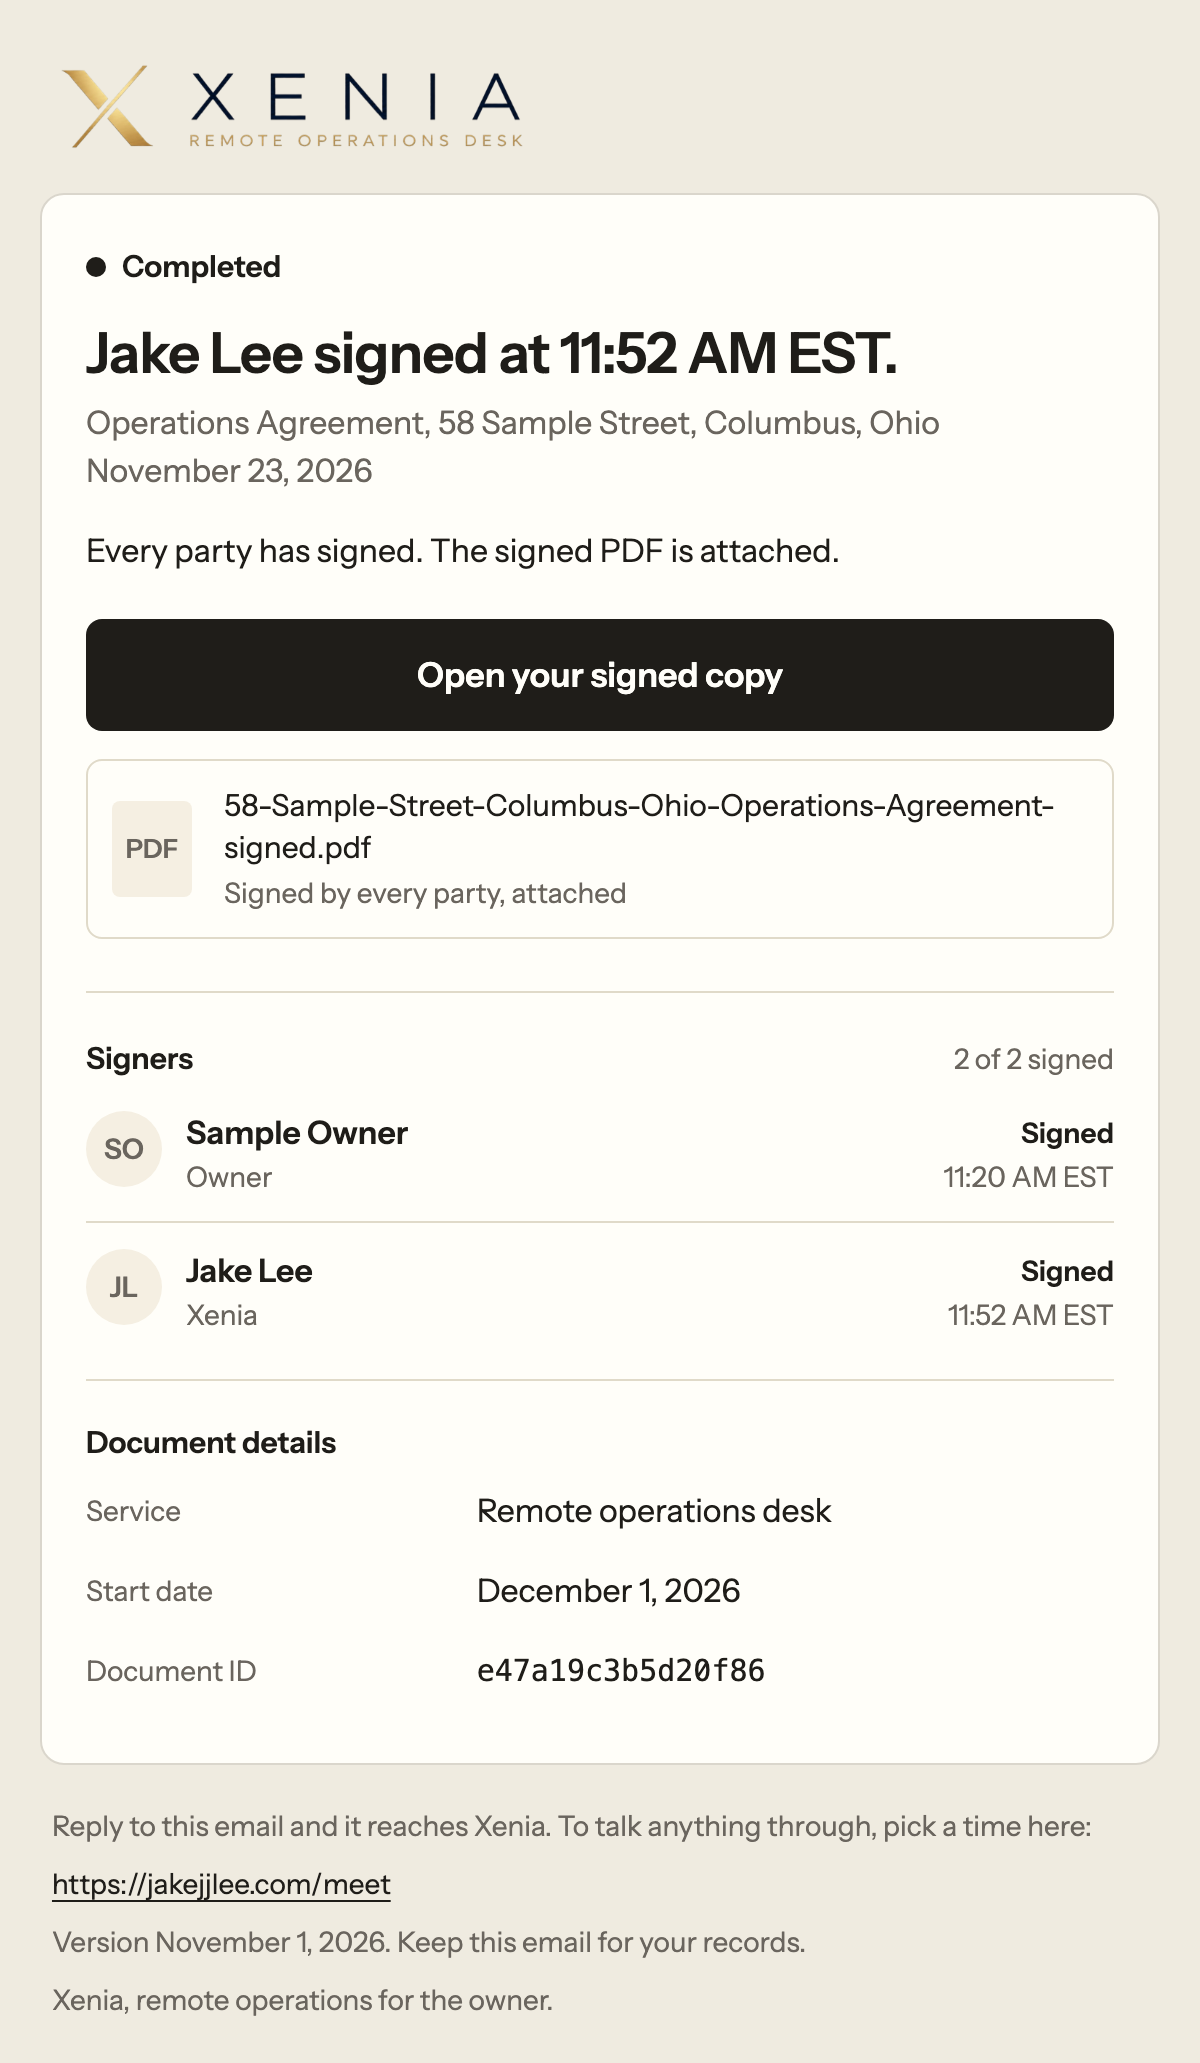 XENIA
REMOTE OPERATIONS DESK
Completed
Jake Lee signed at 11:52 AM EST.
Operations Agreement, 58 Sample Street, Columbus, Ohio
November 23, 2026
Every party has signed. The signed PDF is attached.
Open your signed copy
PDF
58-Sample-Street-Columbus-Ohio-Operations-Agreement-
signed.pdf
Signed by every party, attached
Signers
2 of 2 signed
SO
Sample Owner
Signed
Owner
11:20 AM EST
JL
Jake Lee
Signed
Xenia
11:52 AM EST
Document details
Service
Remote operations desk
Start date
December 1, 2026
Document ID
e47a19c3b5d20f86
Reply to this email and it reaches Xenia. To talk anything through, pick a time here:
https://jakejjlee.com/meet
Version November 1, 2026. Keep this email for your records.
Xenia, remote operations for the owner.